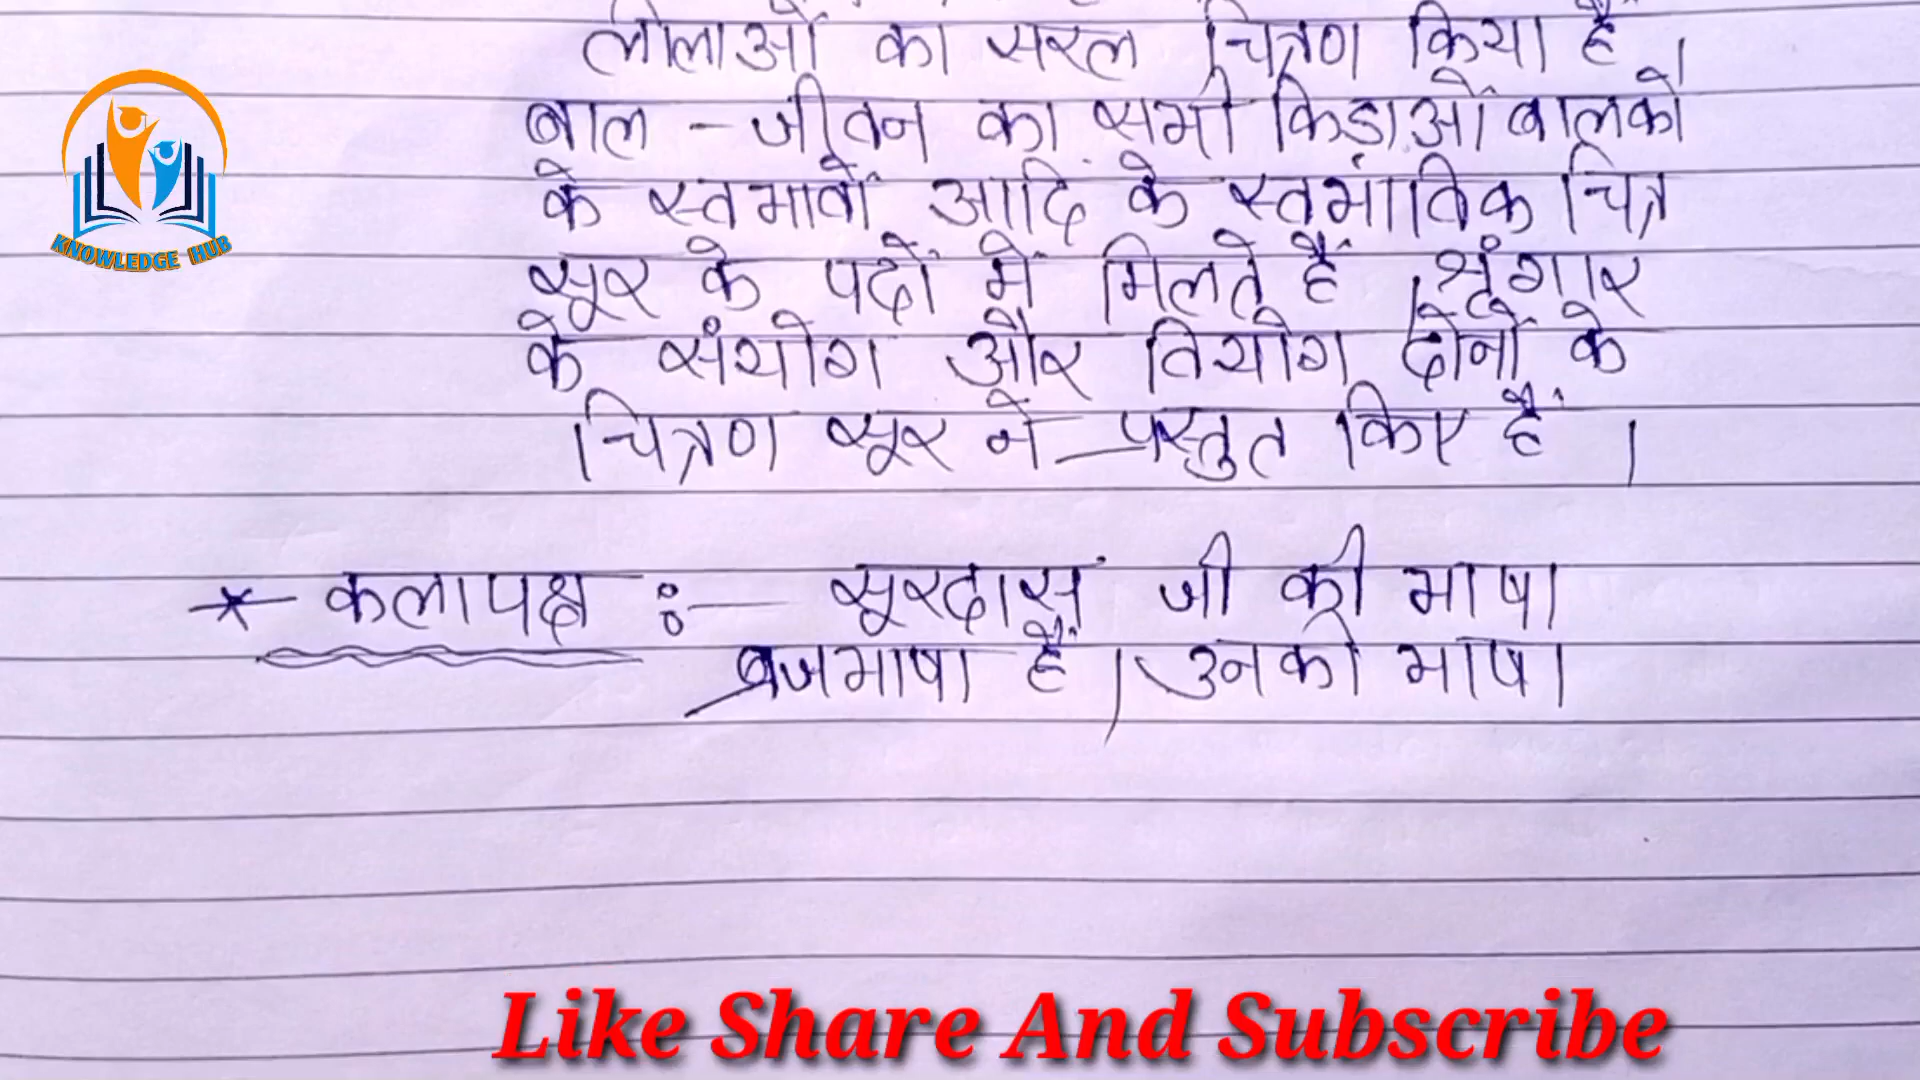 लीलाओं का सरल चित्रण किया है ।
बाल - जीवन का सभी किड़ाओं बालको
के स्वभावों आदि के स्वभाविक चित्र
सूर के पदों में मिलते हैं । श्रृंगार
के संयोग और वियोग दोनों के
चित्रण सूर ने प्रस्तुत किए हैं ।
* कलापक्ष :- सूरदास जी की भाषा
ब्रजभाषा हैं । उनकी भाषा
KNOWLEDGE HUB
Like Share And Subscribe